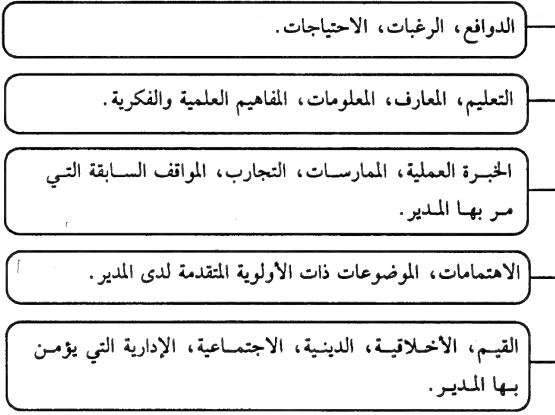 الدوافع، الرغبات، الاحتياجات.
التعليم، المعارف، المعلومات، المفاهيم العلمية والفكرية.
الخبرة العملية، الممارسات، التجارب، المواقف السابقة التي
مر بها المدير.
الاهتمامات، الموضوعات ذات الأولوية المتقدمة لدى المدير.
القيم، الأخلاقية، الدينية، الاجتماعية، الإدارية التي يؤمن
بها المدير.